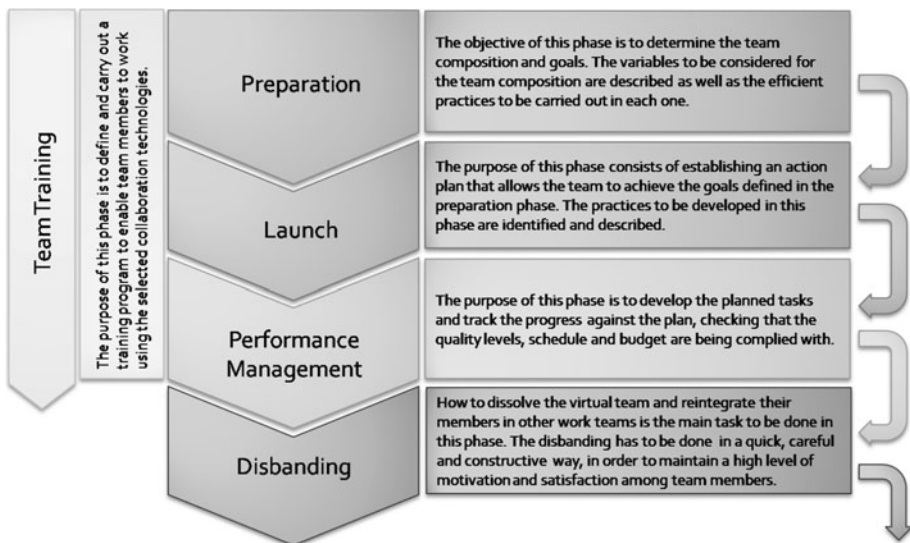 Team Training
The purpose of this phase is to define and carry out a
training program to enable team members to work
using the selected collaboration technologies.
Preparation
The objective of this phase is to determine the team
composition and goals. The variables to be considered for
the team composition are described as well as the efficient
practices to be carried out in each one.
Launch
The purpose of this phase consists of establishing an action
plan that allows the team to achieve the goals defined in the
preparation phase. The practices to be developed in this
phase are identified and described.
Performance
Management
The purpose of this phase is to develop the planned tasks
and track the progress against the plan, checking that the
quality levels, schedule and budget are being complied with.
Disbanding
How to dissolve the virtual team and reintegrate their
members in other work teams is the main task to be done in
this phase. The disbanding has to be done in a quick, careful
and constructive way, in order to maintain a high level of
motivation and satisfaction among team members.